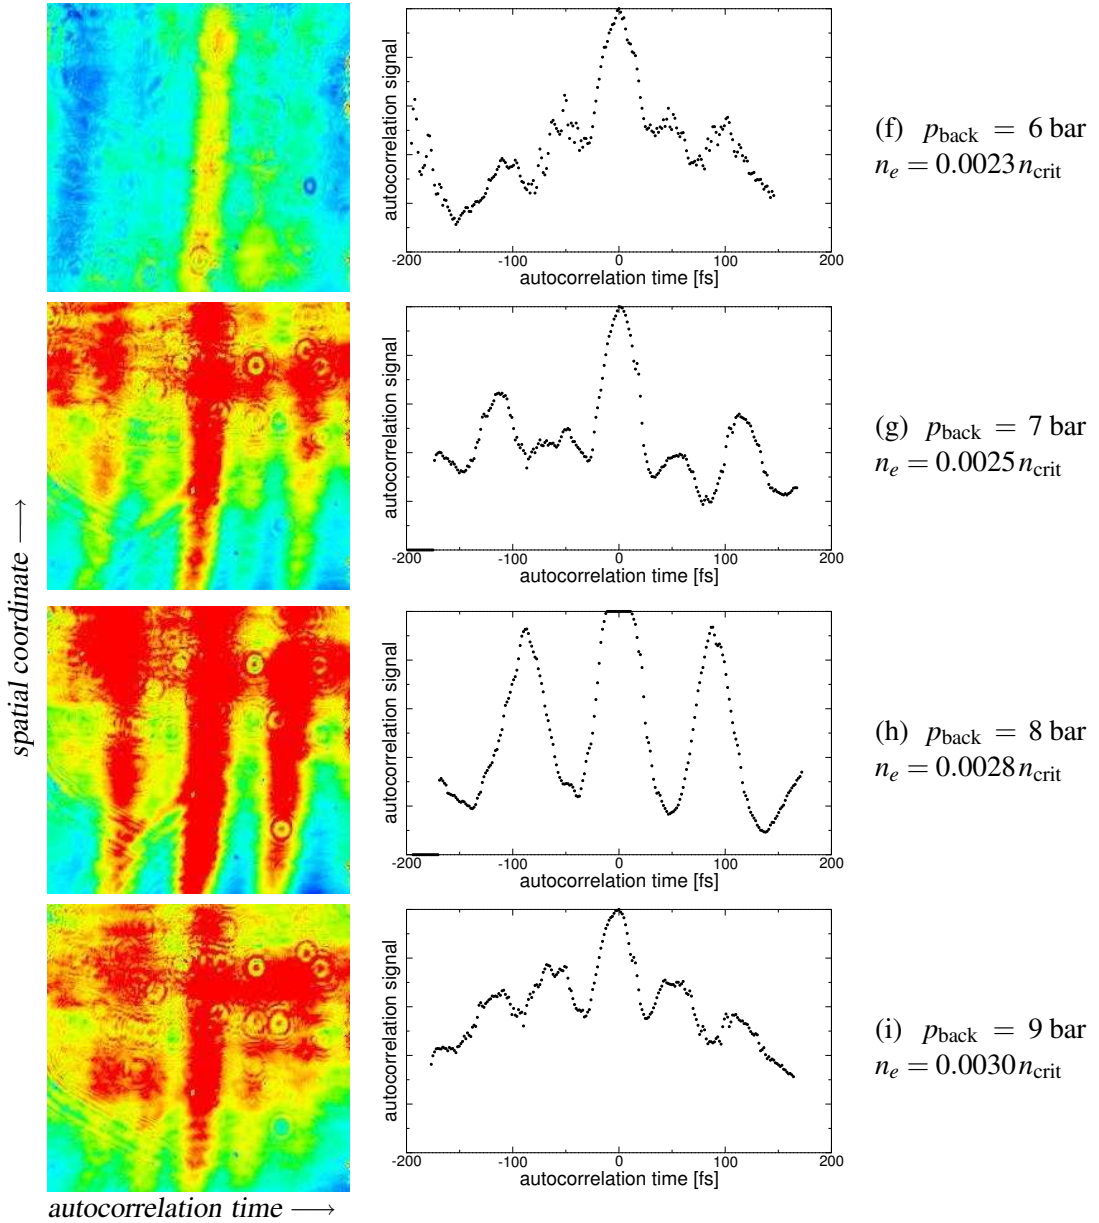 autocorrelation signal
-200 -100 0 100 200
autocorrelation time [fs]
(f) p_back = 6 bar
n_e = 0.0023 n_crit
autocorrelation signal
-200 -100 0 100 200
autocorrelation time [fs]
(g) p_back = 7 bar
n_e = 0.0025 n_crit
spatial coordinate →
autocorrelation signal
-200 -100 0 100 200
autocorrelation time [fs]
(h) p_back = 8 bar
n_e = 0.0028 n_crit
autocorrelation signal
-200 -100 0 100 200
autocorrelation time [fs]
(i) p_back = 9 bar
n_e = 0.0030 n_crit
autocorrelation time →